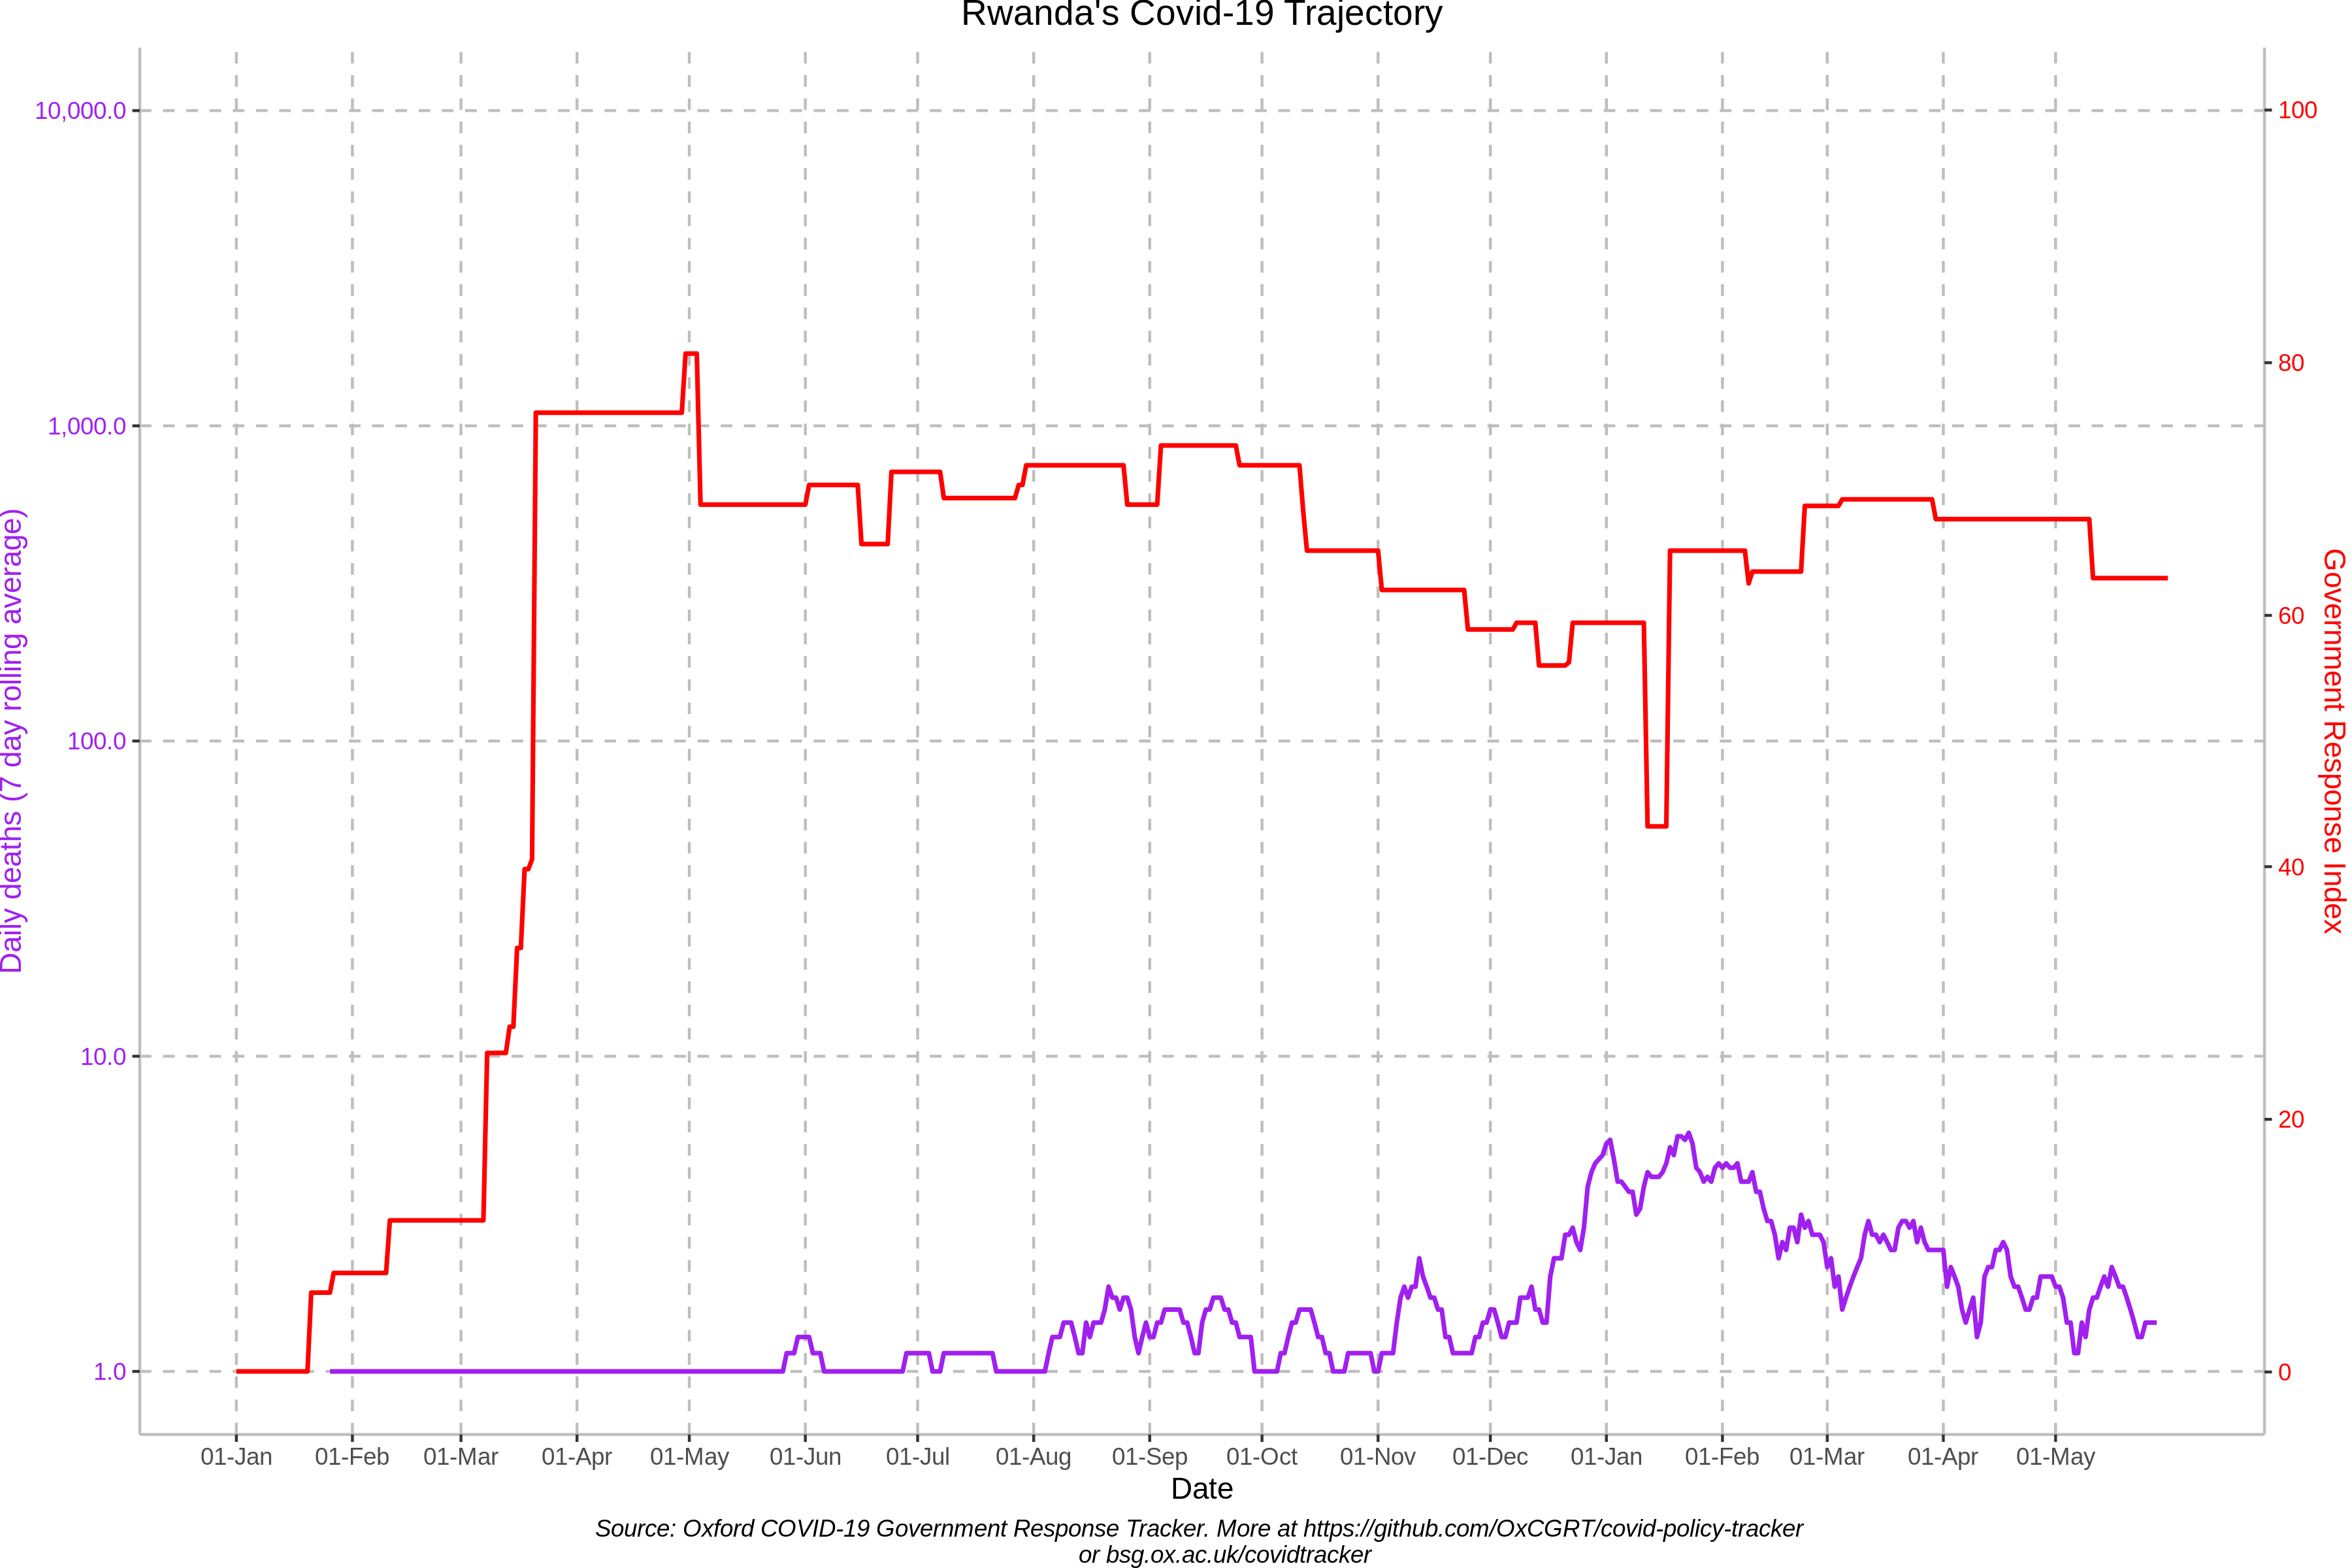 Rwanda's Covid-19 Trajectory
10,000.0
1,000.0
100.0
10.0
1.0
Daily deaths (7 day rolling average)
100
80
60
40
20
0
Government Response Index
01-Jan 01-Feb 01-Mar 01-Apr 01-May 01-Jun 01-Jul 01-Aug 01-Sep 01-Oct 01-Nov 01-Dec 01-Jan 01-Feb 01-Mar 01-Apr 01-May
Date
Source: Oxford COVID-19 Government Response Tracker. More at https://github.com/OxCGRT/covid-policy-tracker
or bsg.ox.ac.uk/covidtracker